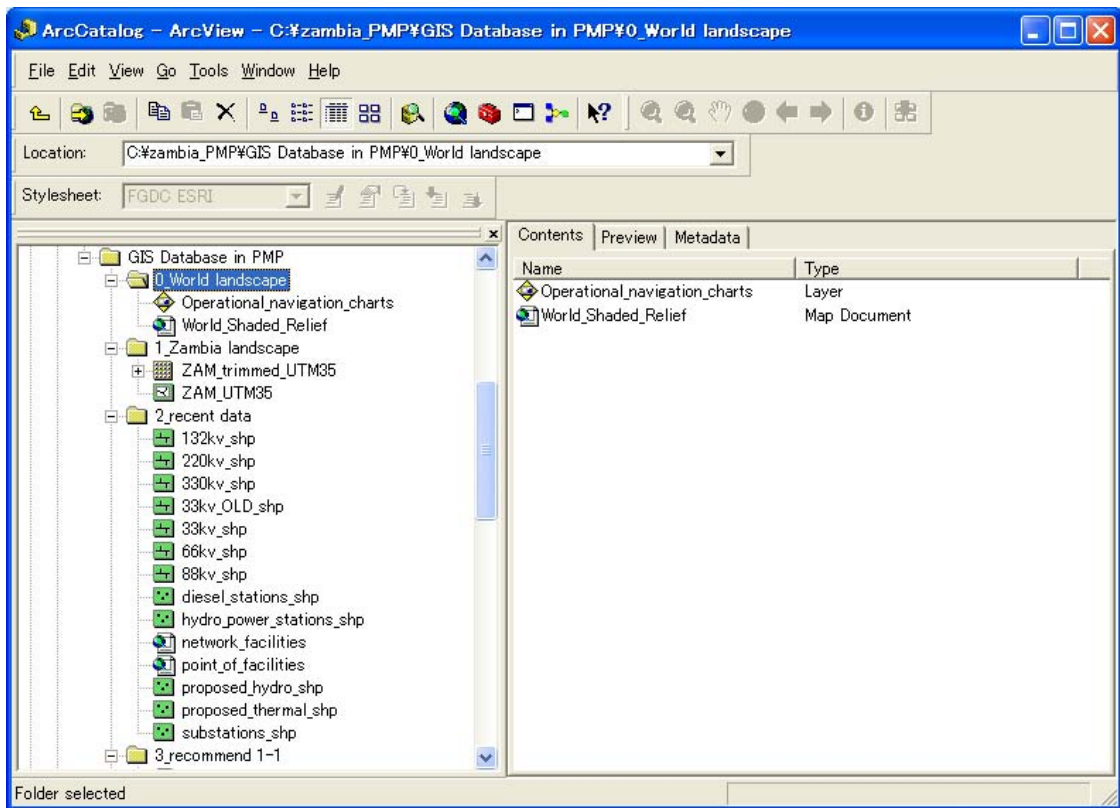 ArcCatalog - ArcView - C:¥zambia_PMP¥GIS Database in PMP¥0_World landscape
File Edit View Go Tools Window Help
Location: C:¥zambia_PMP¥GIS Database in PMP¥0_World landscape
Stylesheet: FGDC ESRI
GIS Database in PMP
0_World landscape
Operational_navigation_charts
World_Shaded_Relief
1_Zambia landscape
ZAM_trimmed_UTM35
ZAM_UTM35
2_recent data
132kv_shp
220kv_shp
330kv_shp
33kv_OLD_shp
33kv_shp
66kv_shp
88kv_shp
diesel_stations_shp
hydro_power_stations_shp
network_facilities
point_of_facilities
proposed_hydro_shp
proposed_thermal_shp
substations_shp
3_recommend 1-1
Contents Preview Metadata
Name Type
Operational_navigation_charts Layer
World_Shaded_Relief Map Document
Folder selected